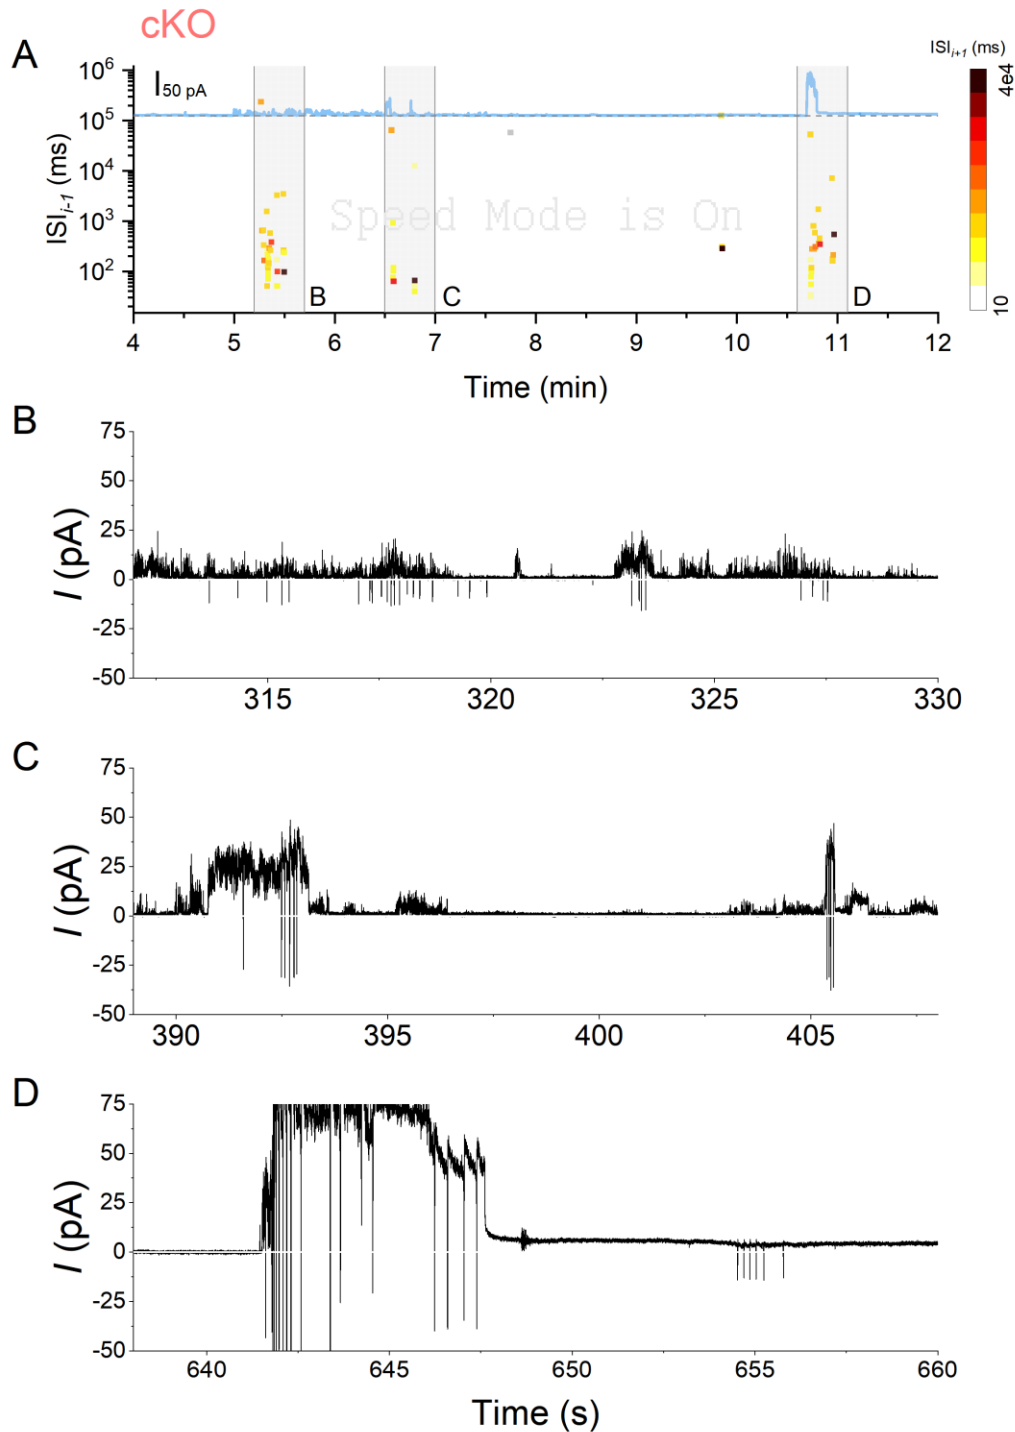 cKO
A
ISI i+1 (ms)
I 50 pA
10^6
10^5
10^4
10^3
10^2
ISI i-1 (ms)
Speed Mode is On
B
C
D
4e4
10
4 5 6 7 8 9 10 11 12
Time (min)
B
75
50
25
0
-25
-50
I (pA)
315 320 325 330
C
75
50
25
0
-25
-50
I (pA)
390 395 400 405
D
75
50
25
0
-25
-50
I (pA)
640 645 650 655 660
Time (s)